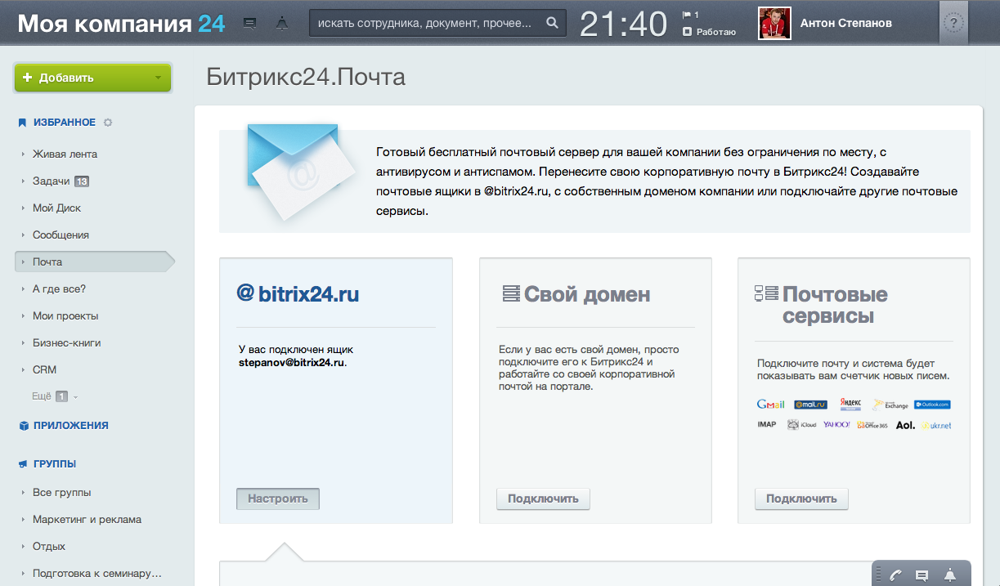 Моя компания 24
искать сотрудника, документ, прочее...
21:40
1
Работаю
Антон Степанов
?
+ Добавить
Битрикс24.Почта
ИЗБРАННОЕ
Живая лента
Задачи 13
Мой Диск
Сообщения
Почта
А где все?
Мои проекты
Бизнес-книги
CRM
Ещё 1
ПРИЛОЖЕНИЯ
ГРУППЫ
Все группы
Маркетинг и реклама
Отдых
Подготовка к семинару...
@
Готовый бесплатный почтовый сервер для вашей компании без ограничения по месту, с
антивирусом и антиспамом. Перенесите свою корпоративную почту в Битрикс24! Создавайте
почтовые ящики в @bitrix24.ru, с собственным доменом компании или подключайте другие почтовые
сервисы.
@ bitrix24.ru
У вас подключен ящик
stepanov@bitrix24.ru.
Настроить
Свой домен
Если у вас есть свой домен, просто
подключите его к Битрикс24 и
работайте со своей корпоративной
почтой на портале.
Подключить
Почтовые
сервисы
Подключите почту и система будет
показывать вам счетчик новых писем.
Gmail @mail.ru Яндекс Exchange Outlook.com
IMAP iCloud YAHOO! Office 365 Aol. ukr.net
Подключить